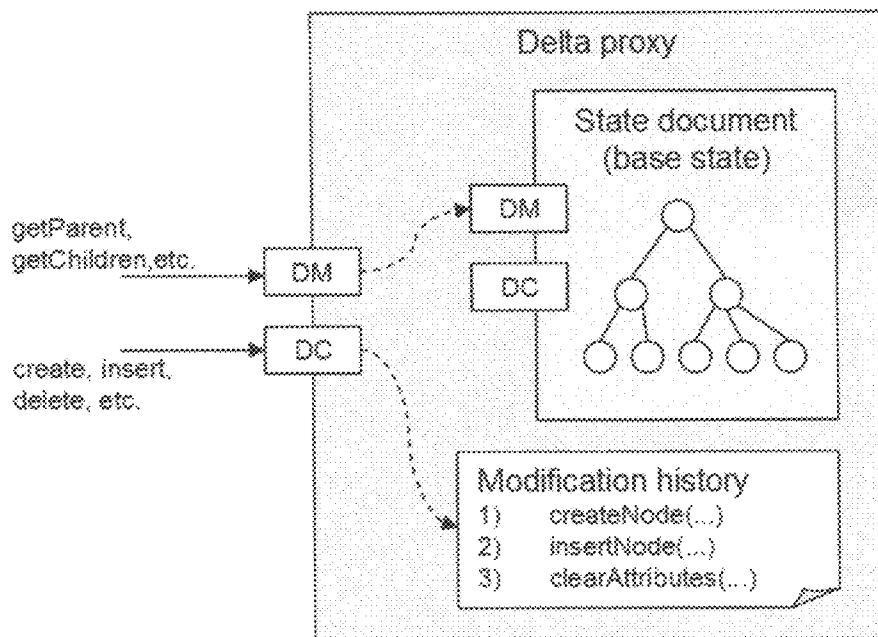 Delta proxy
State document
(base state)
DM
getParent,
getChildren,etc.
DM
DC
DC
create, insert,
delete, etc.
Modification history
1) createNode(...)
2) insertNode(...)
3) clearAttributes(...)